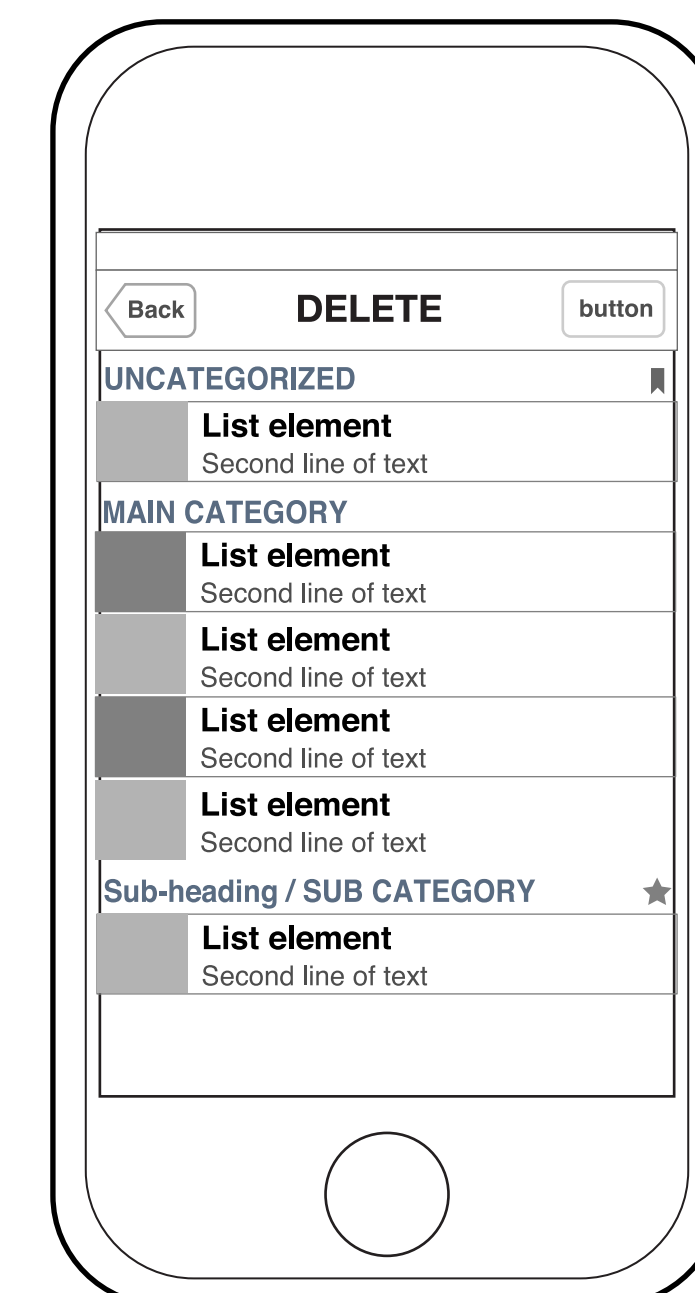 Back
DELETE
button
UNCATEGORIZED
List element
Second line of text
MAIN CATEGORY
List element
Second line of text
List element
Second line of text
List element
Second line of text
List element
Second line of text
Sub-heading / SUB CATEGORY
List element
Second line of text